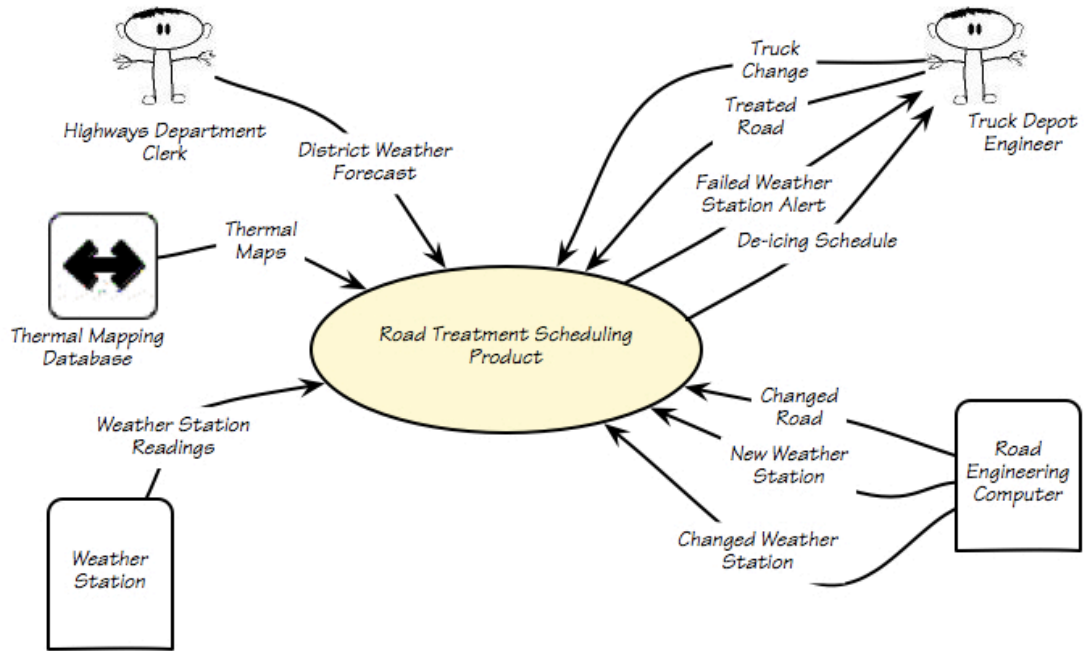 Highways Department
Clerk
District Weather
Forecast
Truck
Change
Treated
Road
Truck Depot
Engineer
Failed Weather
Station Alert
De-icing Schedule
Thermal
Maps
Thermal Mapping
Database
Road Treatment Scheduling
Product
Weather Station
Readings
Weather
Station
Changed
Road
New Weather
Station
Changed Weather
Station
Road
Engineering
Computer